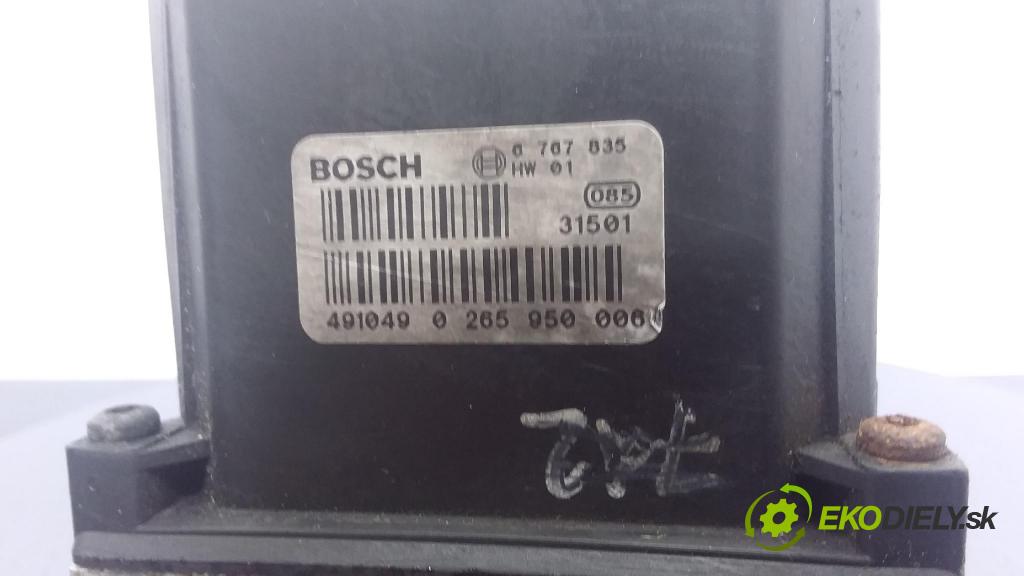 BOSCH 6 767 835
HW 01
085
31501
491049 0 265 950 006
EKODIELY.sk